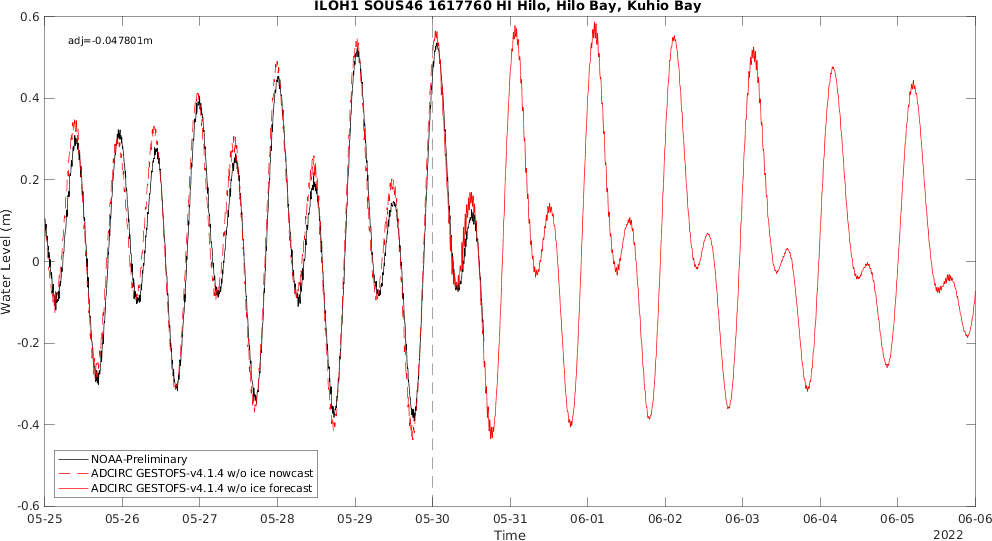 ILOH1 SOUS46 1617760 HI Hilo, Hilo Bay, Kuhio Bay
adj=-0.047801m
0.6
0.4
0.2
0
-0.2
-0.4
-0.6
Water Level (m)
NOAA-Preliminary
ADCIRC GESTOFS-v4.1.4 w/o ice nowcast
ADCIRC GESTOFS-v4.1.4 w/o ice forecast
05-25 05-26 05-27 05-28 05-29 05-30 05-31 06-01 06-02 06-03 06-04 06-05 06-06
Time
2022